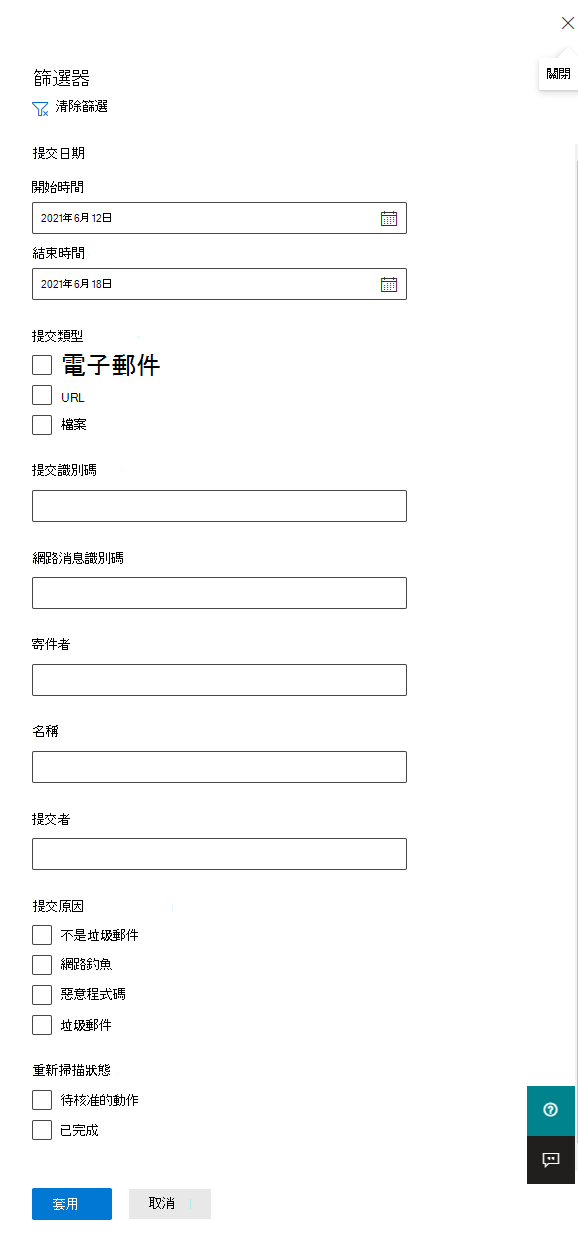 關閉
篩選器
清除篩選
提交日期
開始時間
2021年6月12日
結束時間
2021年6月18日
提交類型
電子郵件
URL
檔案
提交識別碼
網路消息識別碼
寄件者
名稱
提交者
提交原因
不是垃圾郵件
網路釣魚
惡意程式碼
垃圾郵件
重新掃描狀態
待核准的動作
已完成
套用
取消